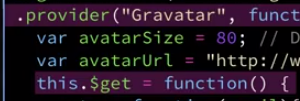 .provider("Gravatar", funct
var avatarSize = 80; // D
var avatarUrl = "http://w
this.$get = function() {